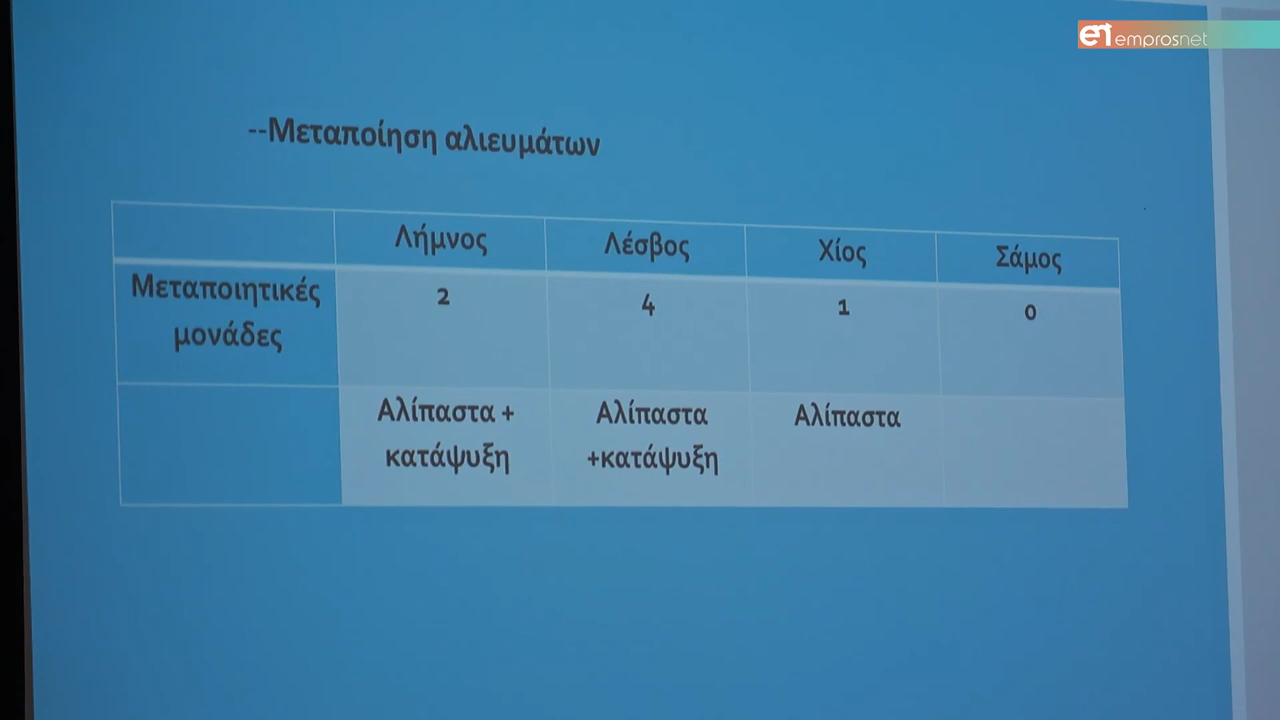 emprosnet
--Μεταποίηση αλιευμάτων
Λήμνος Λέσβος Χίος Σάμος
Μεταποιητικές μονάδες 2 4 1 0
Αλίπαστα + κατάψυξη Αλίπαστα +κατάψυξη Αλίπαστα